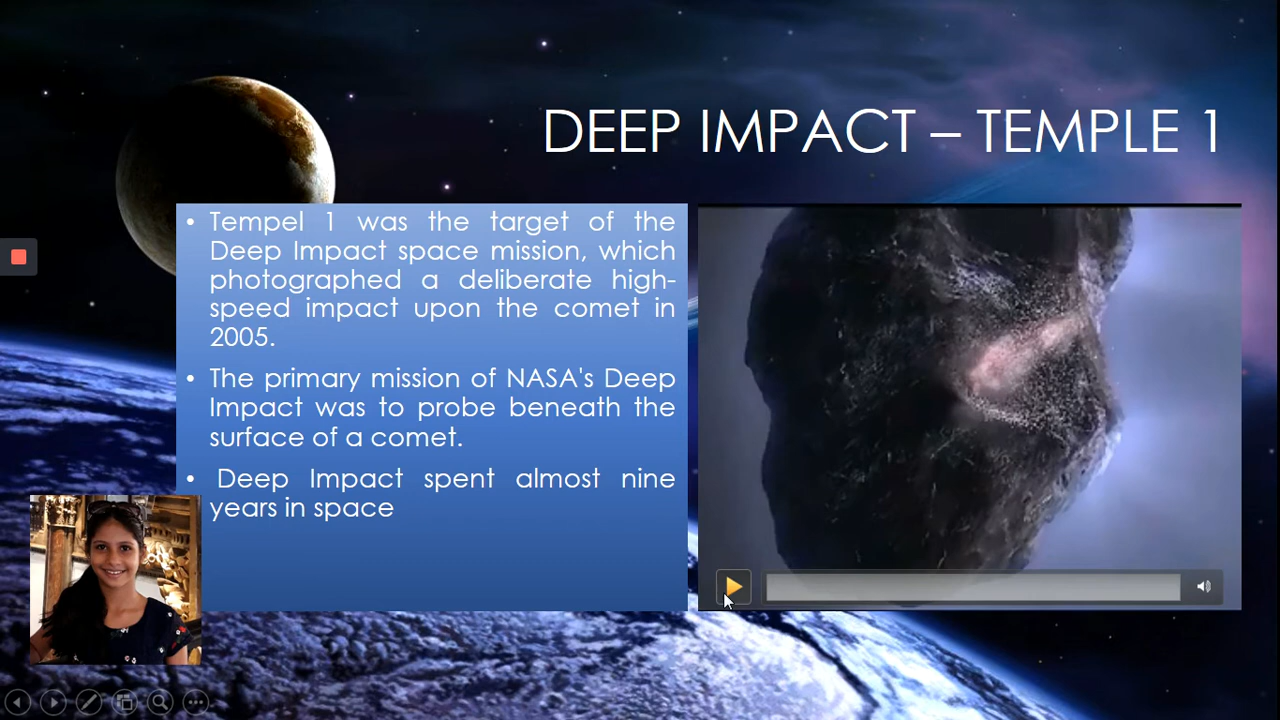 DEEP IMPACT – TEMPLE 1
• Tempel 1 was the target of the
Deep Impact space mission, which
photographed a deliberate high-
speed impact upon the comet in
2005.
• The primary mission of NASA's Deep
Impact was to probe beneath the
surface of a comet.
• Deep Impact spent almost nine
years in space